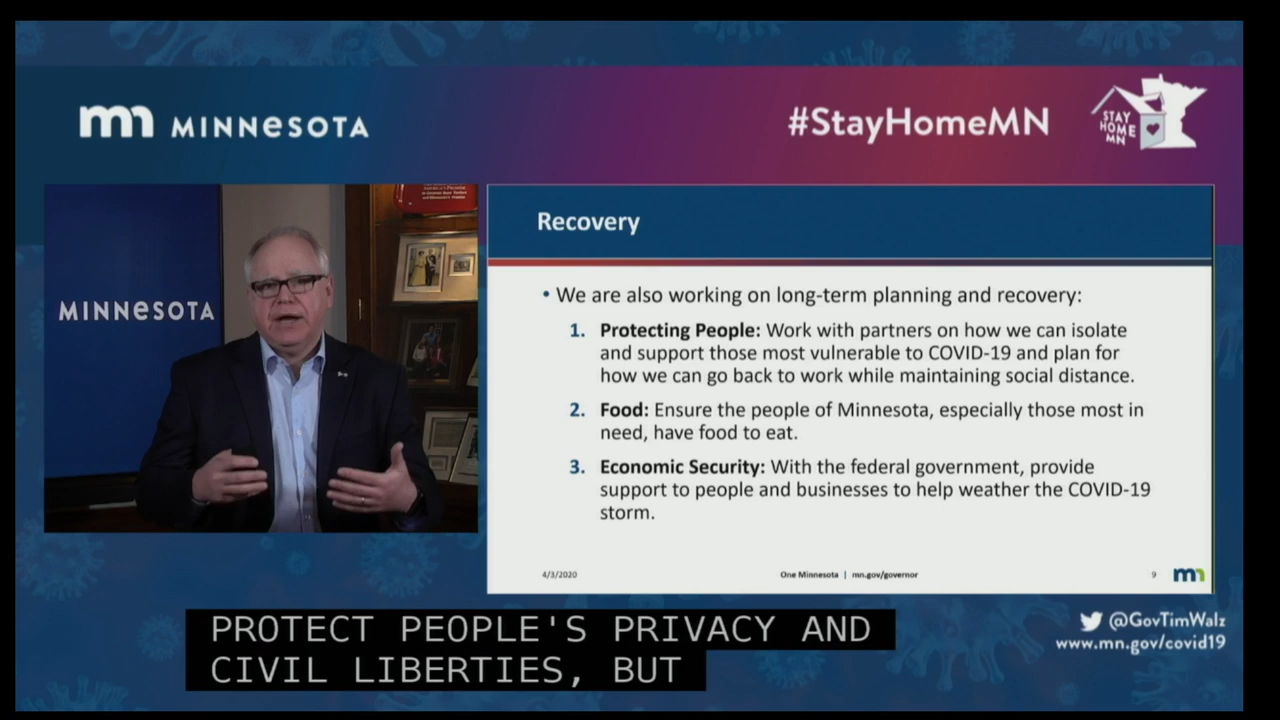 mn MINNESOTA
#StayHomeMN
STAY
HOME
MN
MINNESOTA
Recovery
• We are also working on long-term planning and recovery:
1. Protecting People: Work with partners on how we can isolate
and support those most vulnerable to COVID-19 and plan for
how we can go back to work while maintaining social distance.
2. Food: Ensure the people of Minnesota, especially those most in
need, have food to eat.
3. Economic Security: With the federal government, provide
support to people and businesses to help weather the COVID-19
storm.
4/3/2020
One Minnesota | mn.gov/governor
9
mn
PROTECT PEOPLE'S PRIVACY AND
CIVIL LIBERTIES, BUT
@GovTimWalz
www.mn.gov/covid19